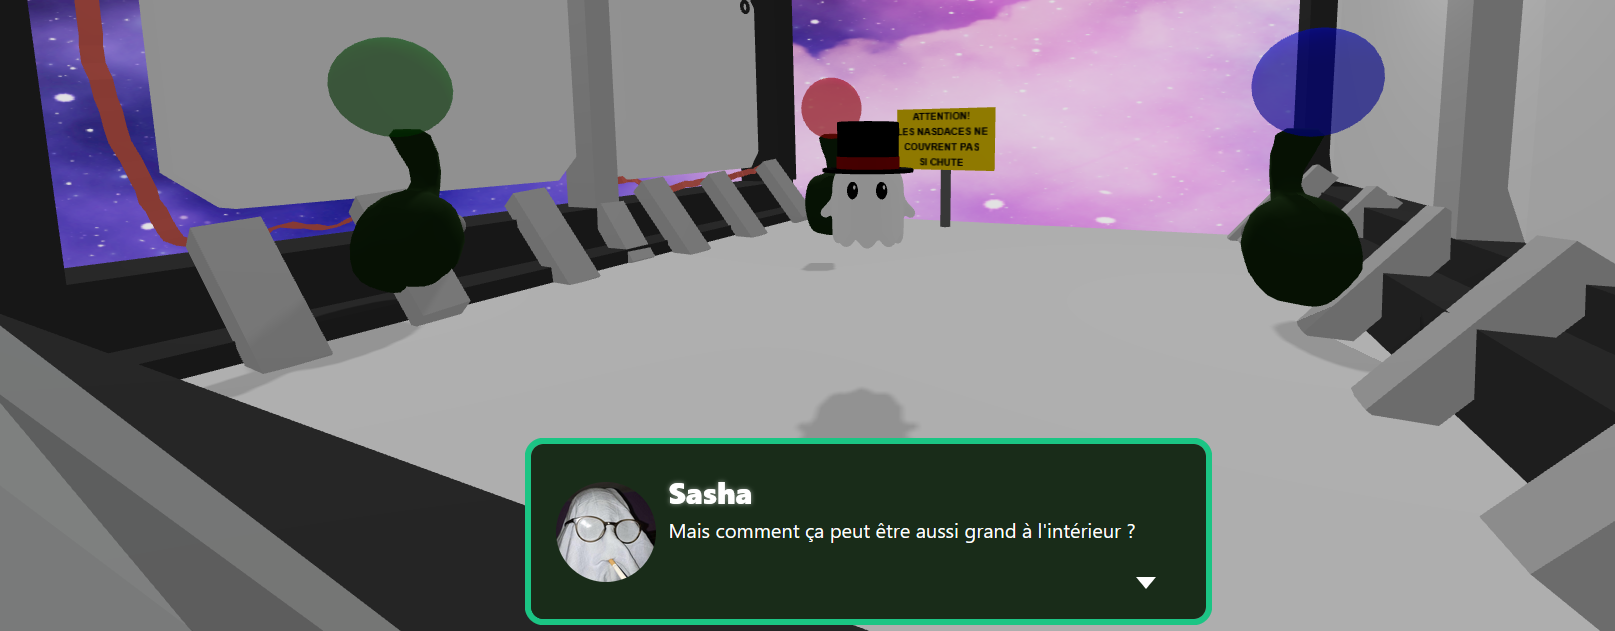 ATTENTION!
LES NASDACES NE
COUVRENT PAS
SI CHUTE
Sasha
Mais comment ça peut être aussi grand à l'intérieur ?